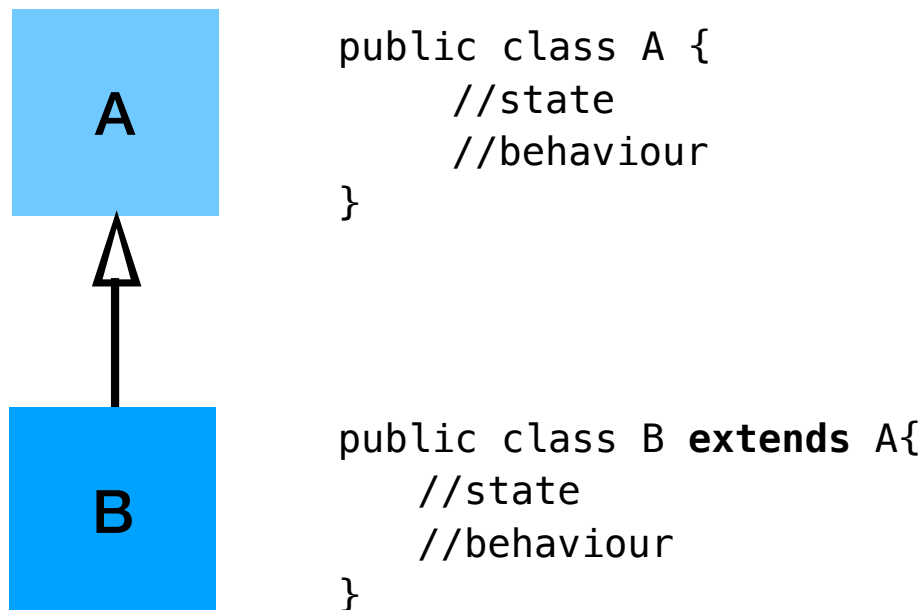 A
public class A {
//state
//behaviour
}
B
public class B extends A{
//state
//behaviour
}